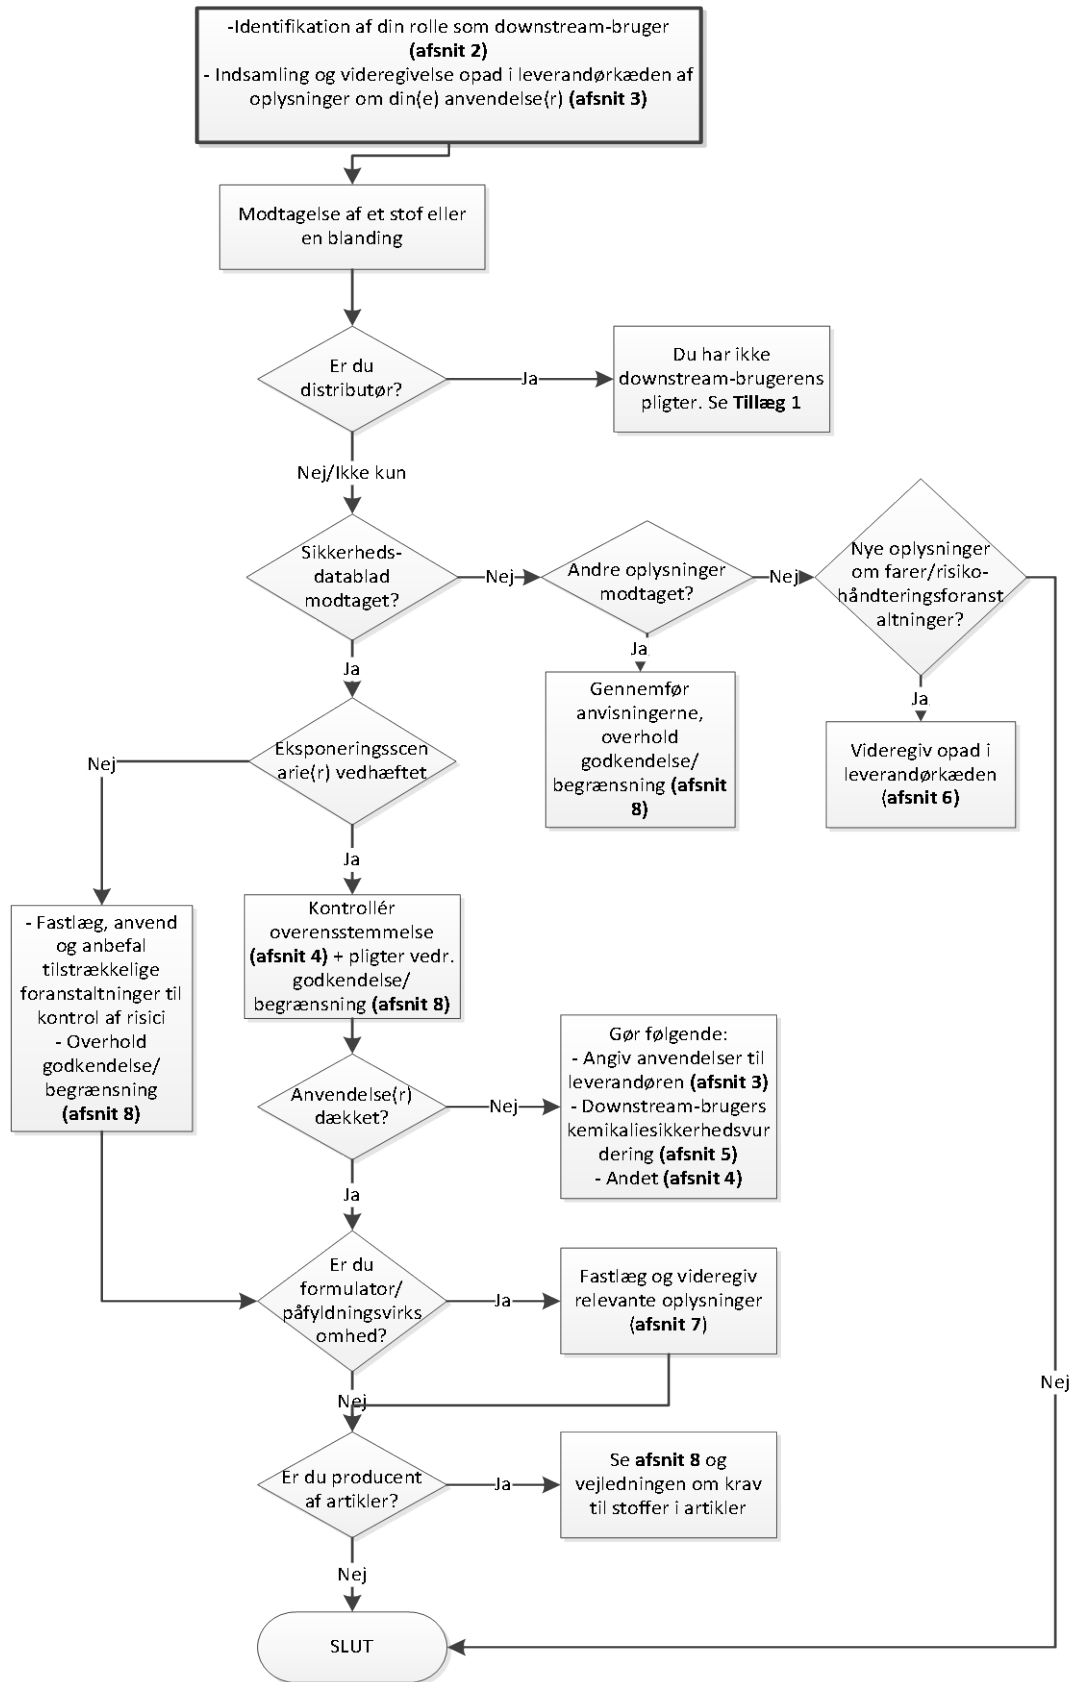 -Identifikation af din rolle som downstream-bruger
(afsnit 2)
- Indsamling og videregivelse opad i leverandørkæden af
oplysninger om din(e) anvendelse(r) (afsnit 3)
Modtagelse af et stof eller
en blanding
Er du
distributør?
Ja
Du har ikke
downstream-brugerens
pligter. Se Tillæg 1
Nej/Ikke kun
Sikkerheds-
datablad
modtaget?
Nej
Andre oplysninger
modtaget?
Nej
Nye oplysninger
om farer/risiko-
håndteringsforanst
altninger?
Ja
Ja
Gennemfør
anvisningerne,
overhold
godkendelse/
begrænsning (afsnit
8)
Ja
Videregiv opad i
leverandørkæden
(afsnit 6)
Eksponeringsscen
arie(r) vedhæftet
Nej
Ja
- Fastlæg, anvend
og anbefal
tilstrækkelige
foranstaltninger til
kontrol af risici
- Overhold
godkendelse/
begrænsning
(afsnit 8)
Kontrollér
overensstemmelse
(afsnit 4) + pligter vedr.
godkendelse/
begrænsning (afsnit 8)
Anvendelse(r)
dækket?
Nej
Gør følgende:
- Angiv anvendelser til
leverandøren (afsnit 3)
- Downstream-brugers
kemikaliesikkerhedsvur
dering (afsnit 5)
- Andet (afsnit 4)
Ja
Er du
formulator/
påfyldningsvirks
omhed?
Ja
Fastlæg og videregiv
relevante oplysninger
(afsnit 7)
Nej
Nej
Er du producent
af artikler?
Ja
Se afsnit 8 og
vejledningen om krav
til stoffer i artikler
Nej
SLUT